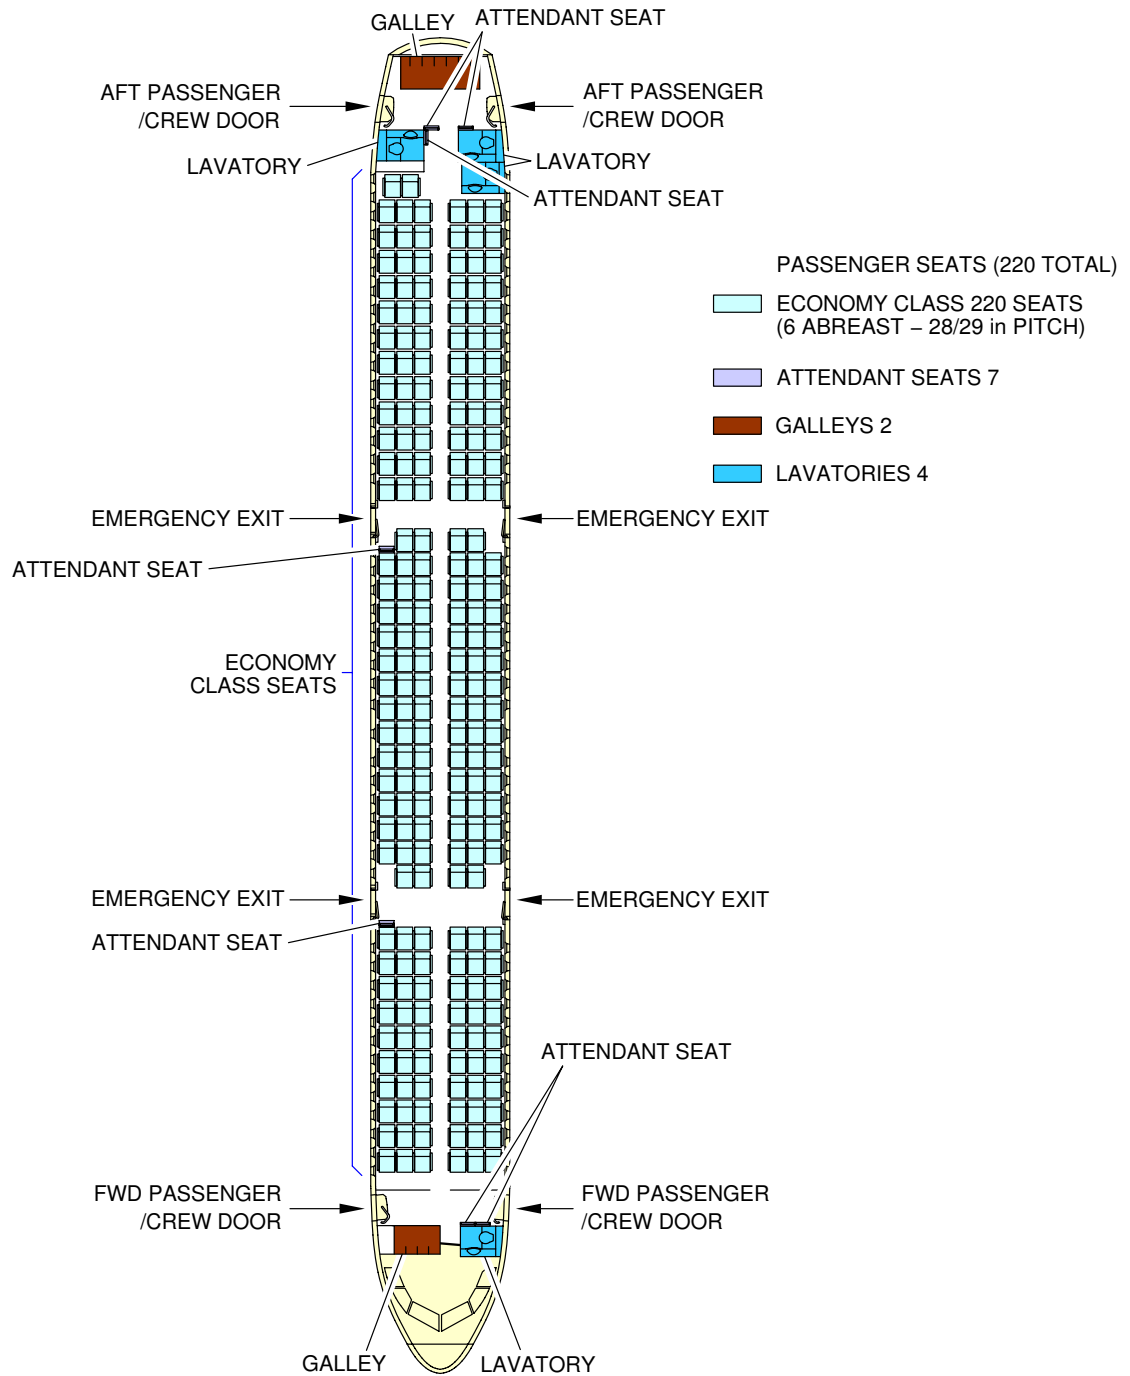 ATTENDANT SEAT
GALLEY
AFT PASSENGER
/CREW DOOR
AFT PASSENGER
/CREW DOOR
LAVATORY
LAVATORY
ATTENDANT SEAT
PASSENGER SEATS (220 TOTAL)
ECONOMY CLASS 220 SEATS
(6 ABREAST – 28/29 in PITCH)
ATTENDANT SEATS 7
GALLEYS 2
LAVATORIES 4
EMERGENCY EXIT
EMERGENCY EXIT
ATTENDANT SEAT
ECONOMY
CLASS SEATS
EMERGENCY EXIT
EMERGENCY EXIT
ATTENDANT SEAT
ATTENDANT SEAT
FWD PASSENGER
/CREW DOOR
FWD PASSENGER
/CREW DOOR
GALLEY
LAVATORY